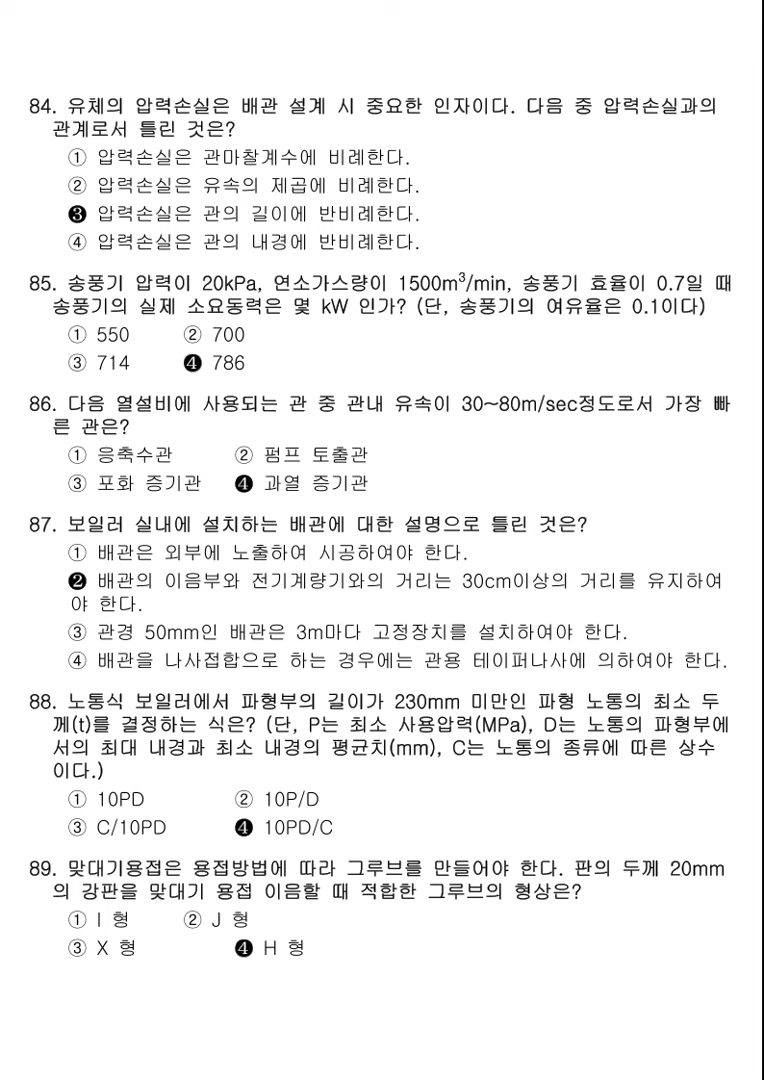 84. 유체의 압력손실은 배관 설계 시 중요한 인자이다. 다음 중 압력손실과의
관계로서 틀린 것은?
① 압력손실은 관마찰계수에 비례한다.
② 압력손실은 유속의 제곱에 비례한다.
❸ 압력손실은 관의 길이에 반비례한다.
④ 압력손실은 관의 내경에 반비례한다.
85. 송풍기 압력이 20kPa, 연소가스량이 1500m³/min, 송풍기 효율이 0.7일 때
송풍기의 실제 소요동력은 몇 kW 인가? (단, 송풍기의 여유율은 0.1이다)
① 550 ② 700
③ 714 ❹ 786
86. 다음 열설비에 사용되는 관 중 관내 유속이 30~80m/sec정도로서 가장 빠
른 관은?
① 응축수관 ② 펌프 토출관
③ 포화 증기관 ❹ 과열 증기관
87. 보일러 실내에 설치하는 배관에 대한 설명으로 틀린 것은?
① 배관은 외부에 노출하여 시공하여야 한다.
❷ 배관의 이음부와 전기계량기와의 거리는 30cm이상의 거리를 유지하여
야 한다.
③ 관경 50mm인 배관은 3m마다 고정장치를 설치하여야 한다.
④ 배관을 나사접합으로 하는 경우에는 관용 테이퍼나사에 의하여야 한다.
88. 노통식 보일러에서 파형부의 길이가 230mm 미만인 파형 노통의 최소 두
께(t)를 결정하는 식은? (단, P는 최소 사용압력(MPa), D는 노통의 파형부에
서의 최대 내경과 최소 내경의 평균치(mm), C는 노통의 종류에 따른 상수
이다.)
① 10PD ② 10P/D
③ C/10PD ❹ 10PD/C
89. 맞대기용접은 용접방법에 따라 그루브를 만들어야 한다. 판의 두께 20mm
의 강판을 맞대기 용접 이음할 때 적합한 그루브의 형상은?
① I 형 ② J 형
③ X 형 ❹ H 형